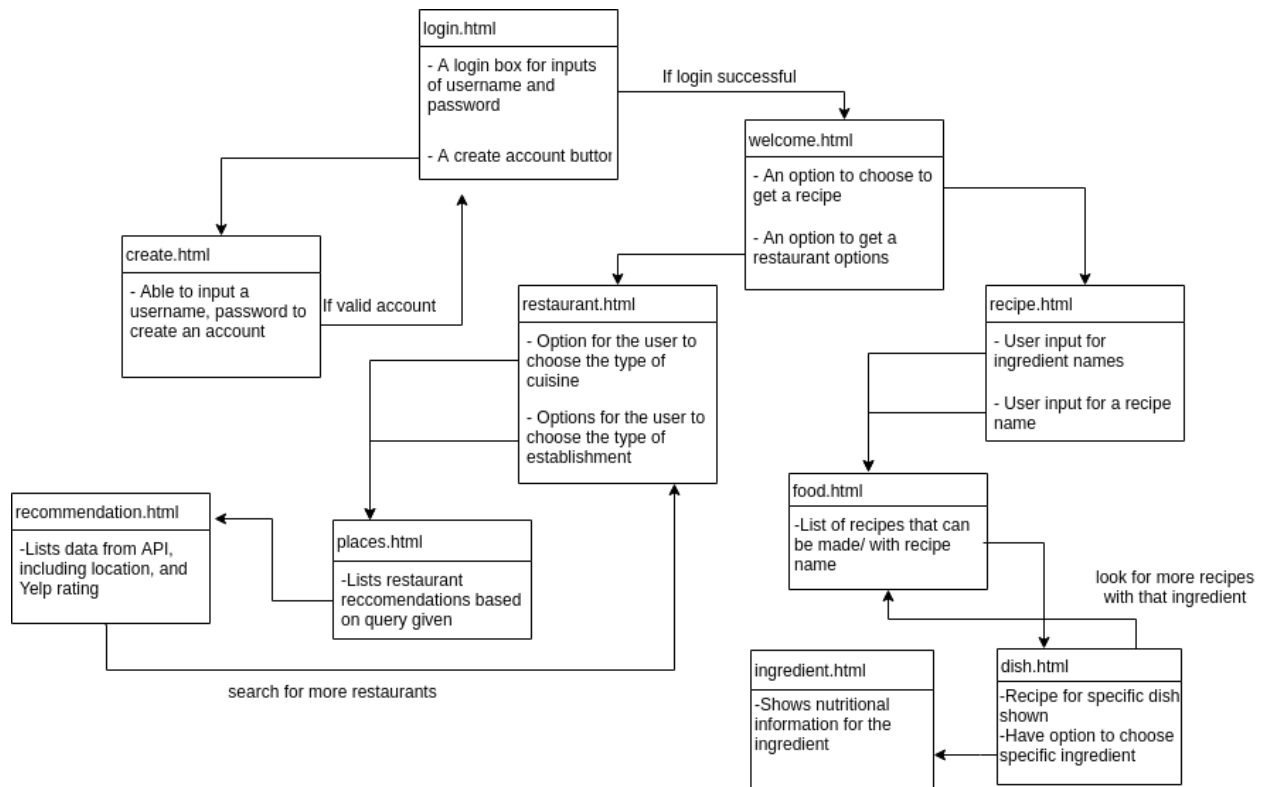 login.html
- A login box for inputs
of username and
password
- A create account button
If login successful
welcome.html
- An option to choose to
get a recipe
- An option to get a
restaurant options
create.html
- Able to input a
username, password to
create an account
If valid account
restaurant.html
- Option for the user to
choose the type of
cuisine
- Options for the user to
choose the type of
establishment
recipe.html
- User input for
ingredient names
- User input for a recipe
name
recommendation.html
-Lists data from API,
including location, and
Yelp rating
places.html
-Lists restaurant
reccomendations based
on query given
search for more restaurants
food.html
-List of recipes that can
be made/ with recipe
name
look for more recipes
with that ingredient
ingredient.html
-Shows nutritional
information for the
ingredient
dish.html
-Recipe for specific dish
shown
-Have option to choose
specific ingredient